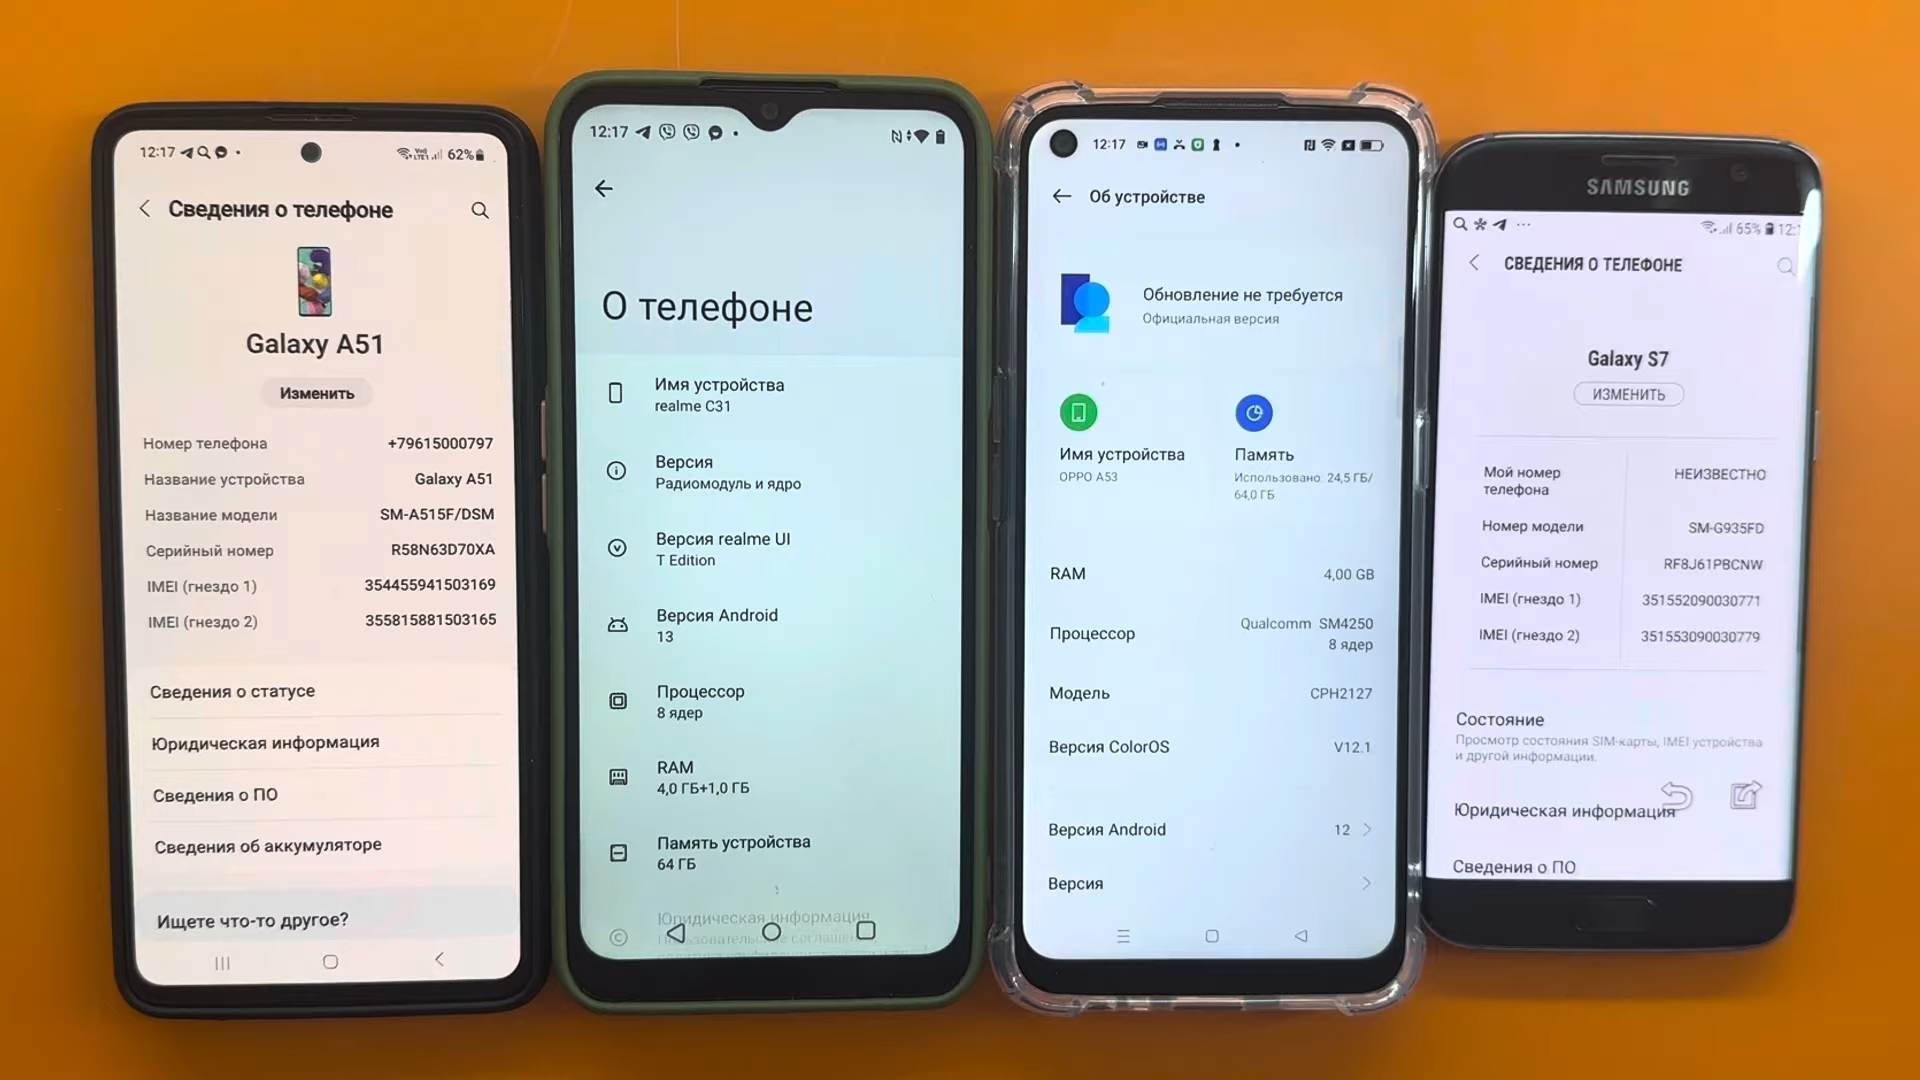 12:17
62%
Сведения о телефоне
Galaxy A51
Изменить
Номер телефона +79615000797
Название устройства Galaxy A51
Название модели SM-A515F/DSM
Серийный номер R58N63D70XA
IMEI (гнездо 1) 354455941503169
IMEI (гнездо 2) 355815881503165
Сведения о статусе
Юридическая информация
Сведения о ПО
Сведения об аккумуляторе
Ищете что-то другое?
12:17
О телефоне
Имя устройства
realme C31
Версия
Радиомодуль и ядро
Версия realme UI
T Edition
Версия Android
13
Процессор
8 ядер
RAM
4,0 ГБ+1,0 ГБ
Память устройства
64 ГБ
Юридическая информация
12:17
Об устройстве
Обновление не требуется
Официальная версия
Имя устройства
OPPO A53
Память
Использовано: 24,5 ГБ/
64,0 ГБ
RAM 4,00 GB
Процессор Qualcomm SM4250
8 ядер
Модель CPH2127
Версия ColorOS V12.1
Версия Android 12
Версия
SAMSUNG
65% 12:1
СВЕДЕНИЯ О ТЕЛЕФОНЕ
Galaxy S7
ИЗМЕНИТЬ
Мой номер
телефона НЕИЗВЕСТНО
Номер модели SM-G935FD
Серийный номер RF8J61PBCNW
IMEI (гнездо 1) 351552090030771
IMEI (гнездо 2) 351553090030779
Состояние
Просмотр состояния SIM-карты, IMEI устройства
и другой информации.
Юридическая информация
Сведения о ПО